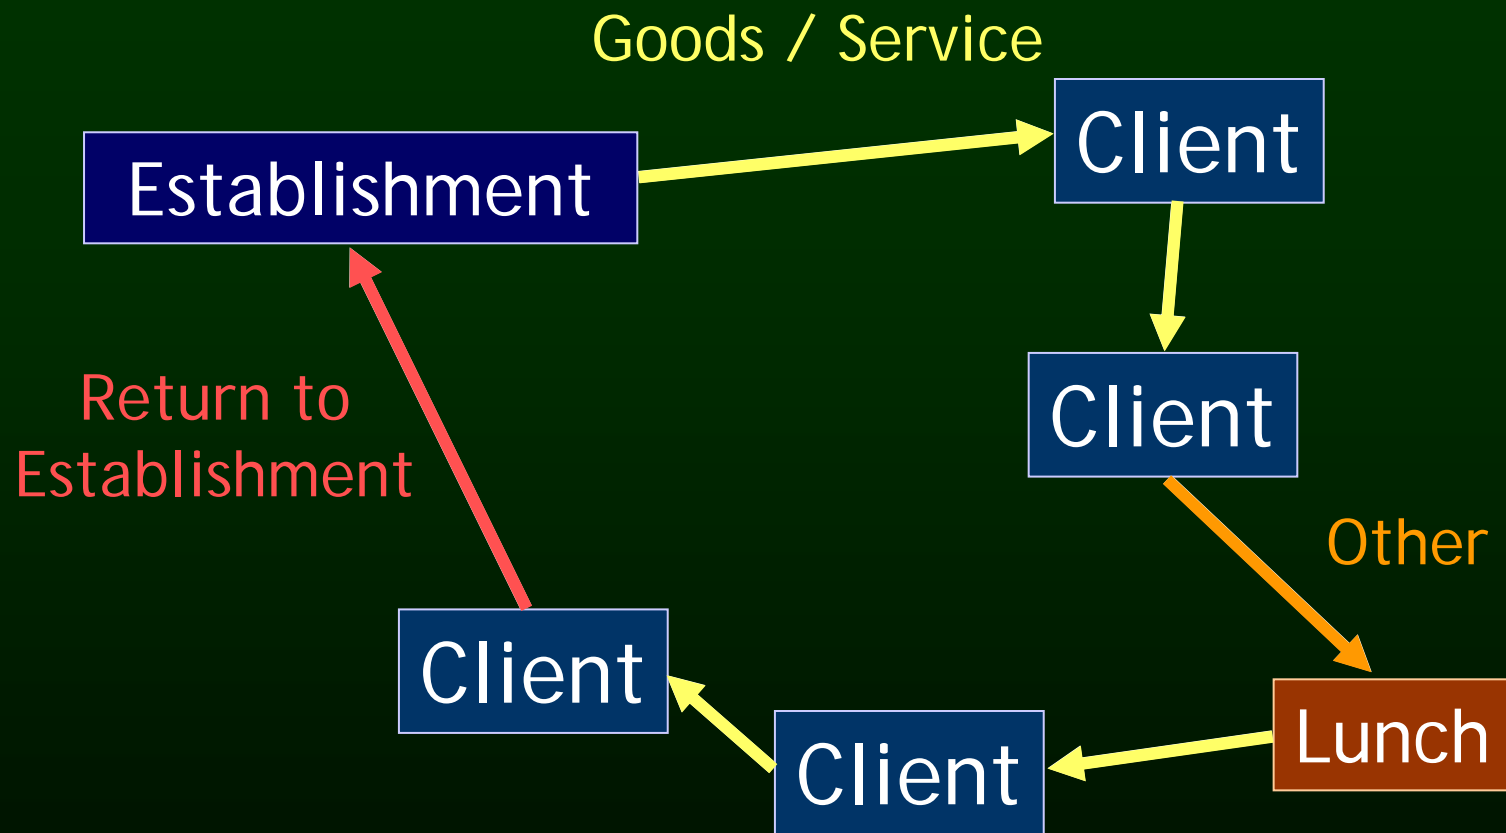 Goods / Service
Client
Establishment
Client
Return to
Establishment
Other
Client
Lunch
Client